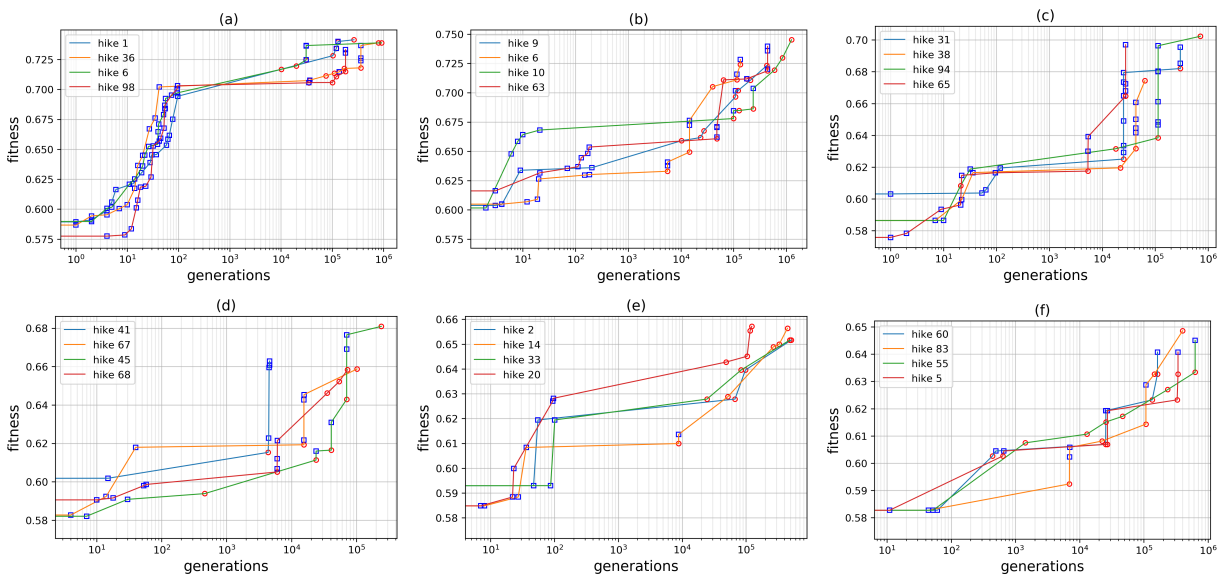 (a)
fitness
0.725
0.700
0.675
0.650
0.625
0.600
0.575
hike 1
hike 36
hike 6
hike 98
10⁰ 10¹ 10² 10³ 10⁴ 10⁵ 10⁶
generations
(b)
fitness
0.750
0.725
0.700
0.675
0.650
0.625
0.600
0.575
hike 9
hike 6
hike 10
hike 63
10¹ 10² 10³ 10⁴ 10⁵ 10⁶
generations
(c)
fitness
0.70
0.68
0.66
0.64
0.62
0.60
0.58
hike 31
hike 38
hike 94
hike 65
10⁰ 10¹ 10² 10³ 10⁴ 10⁵ 10⁶
generations
(d)
fitness
0.68
0.66
0.64
0.62
0.60
0.58
hike 41
hike 67
hike 45
hike 68
10¹ 10² 10³ 10⁴ 10⁵
generations
(e)
fitness
0.66
0.65
0.64
0.63
0.62
0.61
0.60
0.59
0.58
hike 2
hike 14
hike 33
hike 20
10¹ 10² 10³ 10⁴ 10⁵
generations
(f)
fitness
0.65
0.64
0.63
0.62
0.61
0.60
0.59
0.58
hike 60
hike 83
hike 55
hike 5
10¹ 10² 10³ 10⁴ 10⁵ 10⁶
generations